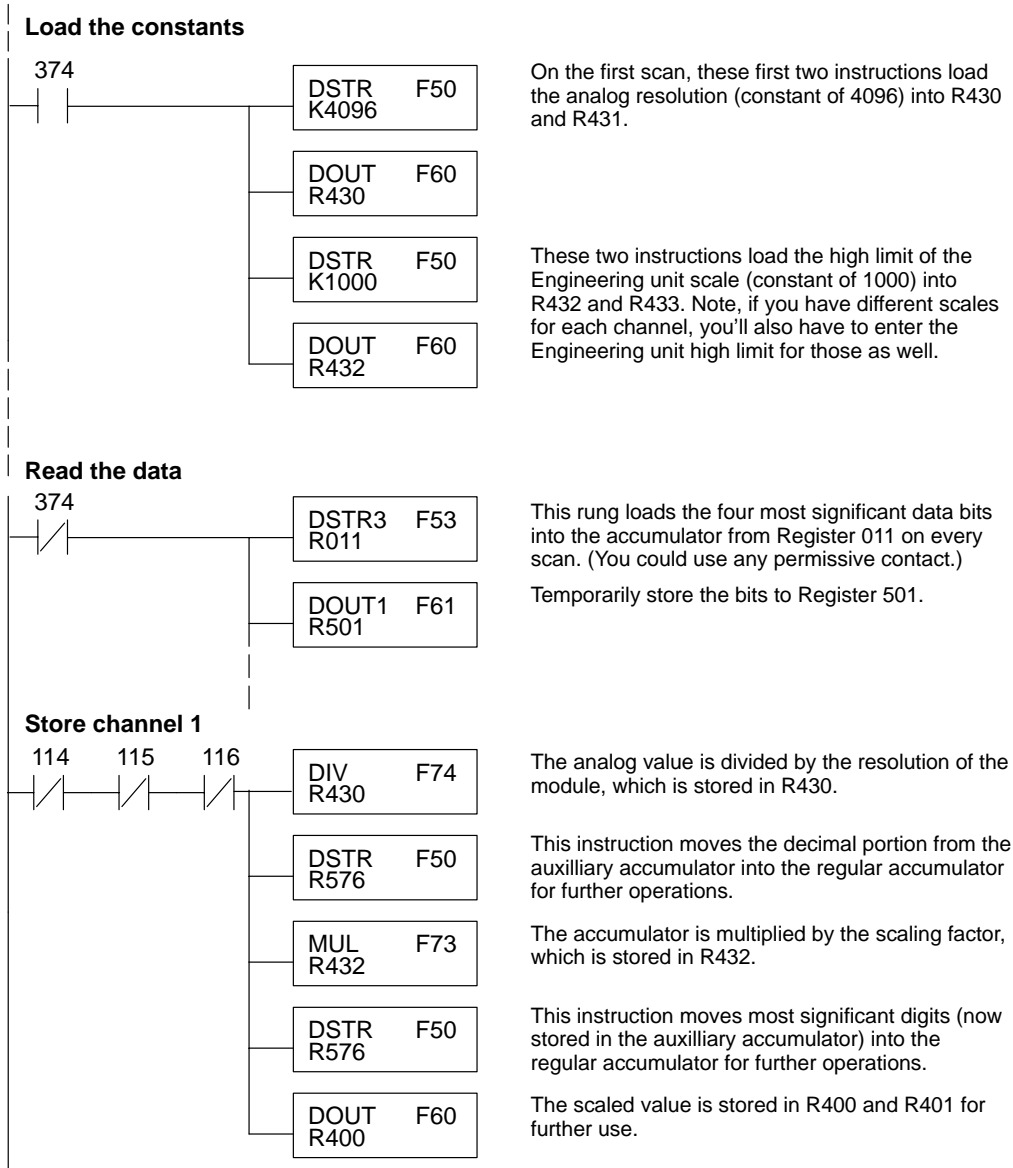 Load the constants
374
DSTR F50
K4096
On the first scan, these first two instructions load
the analog resolution (constant of 4096) into R430
and R431.
DOUT F60
R430
DSTR F50
K1000
These two instructions load the high limit of the
Engineering unit scale (constant of 1000) into
R432 and R433. Note, if you have different scales
for each channel, you'll also have to enter the
Engineering unit high limit for those as well.
DOUT F60
R432
Read the data
374
DSTR3 F53
R011
This rung loads the four most significant data bits
into the accumulator from Register 011 on every
scan. (You could use any permissive contact.)
DOUT1 F61
R501
Temporarily store the bits to Register 501.
Store channel 1
114 115 116
DIV F74
R430
The analog value is divided by the resolution of the
module, which is stored in R430.
DSTR F50
R576
This instruction moves the decimal portion from the
auxilliary accumulator into the regular accumulator
for further operations.
MUL F73
R432
The accumulator is multiplied by the scaling factor,
which is stored in R432.
DSTR F50
R576
This instruction moves most significant digits (now
stored in the auxilliary accumulator) into the
regular accumulator for further operations.
DOUT F60
R400
The scaled value is stored in R400 and R401 for
further use.